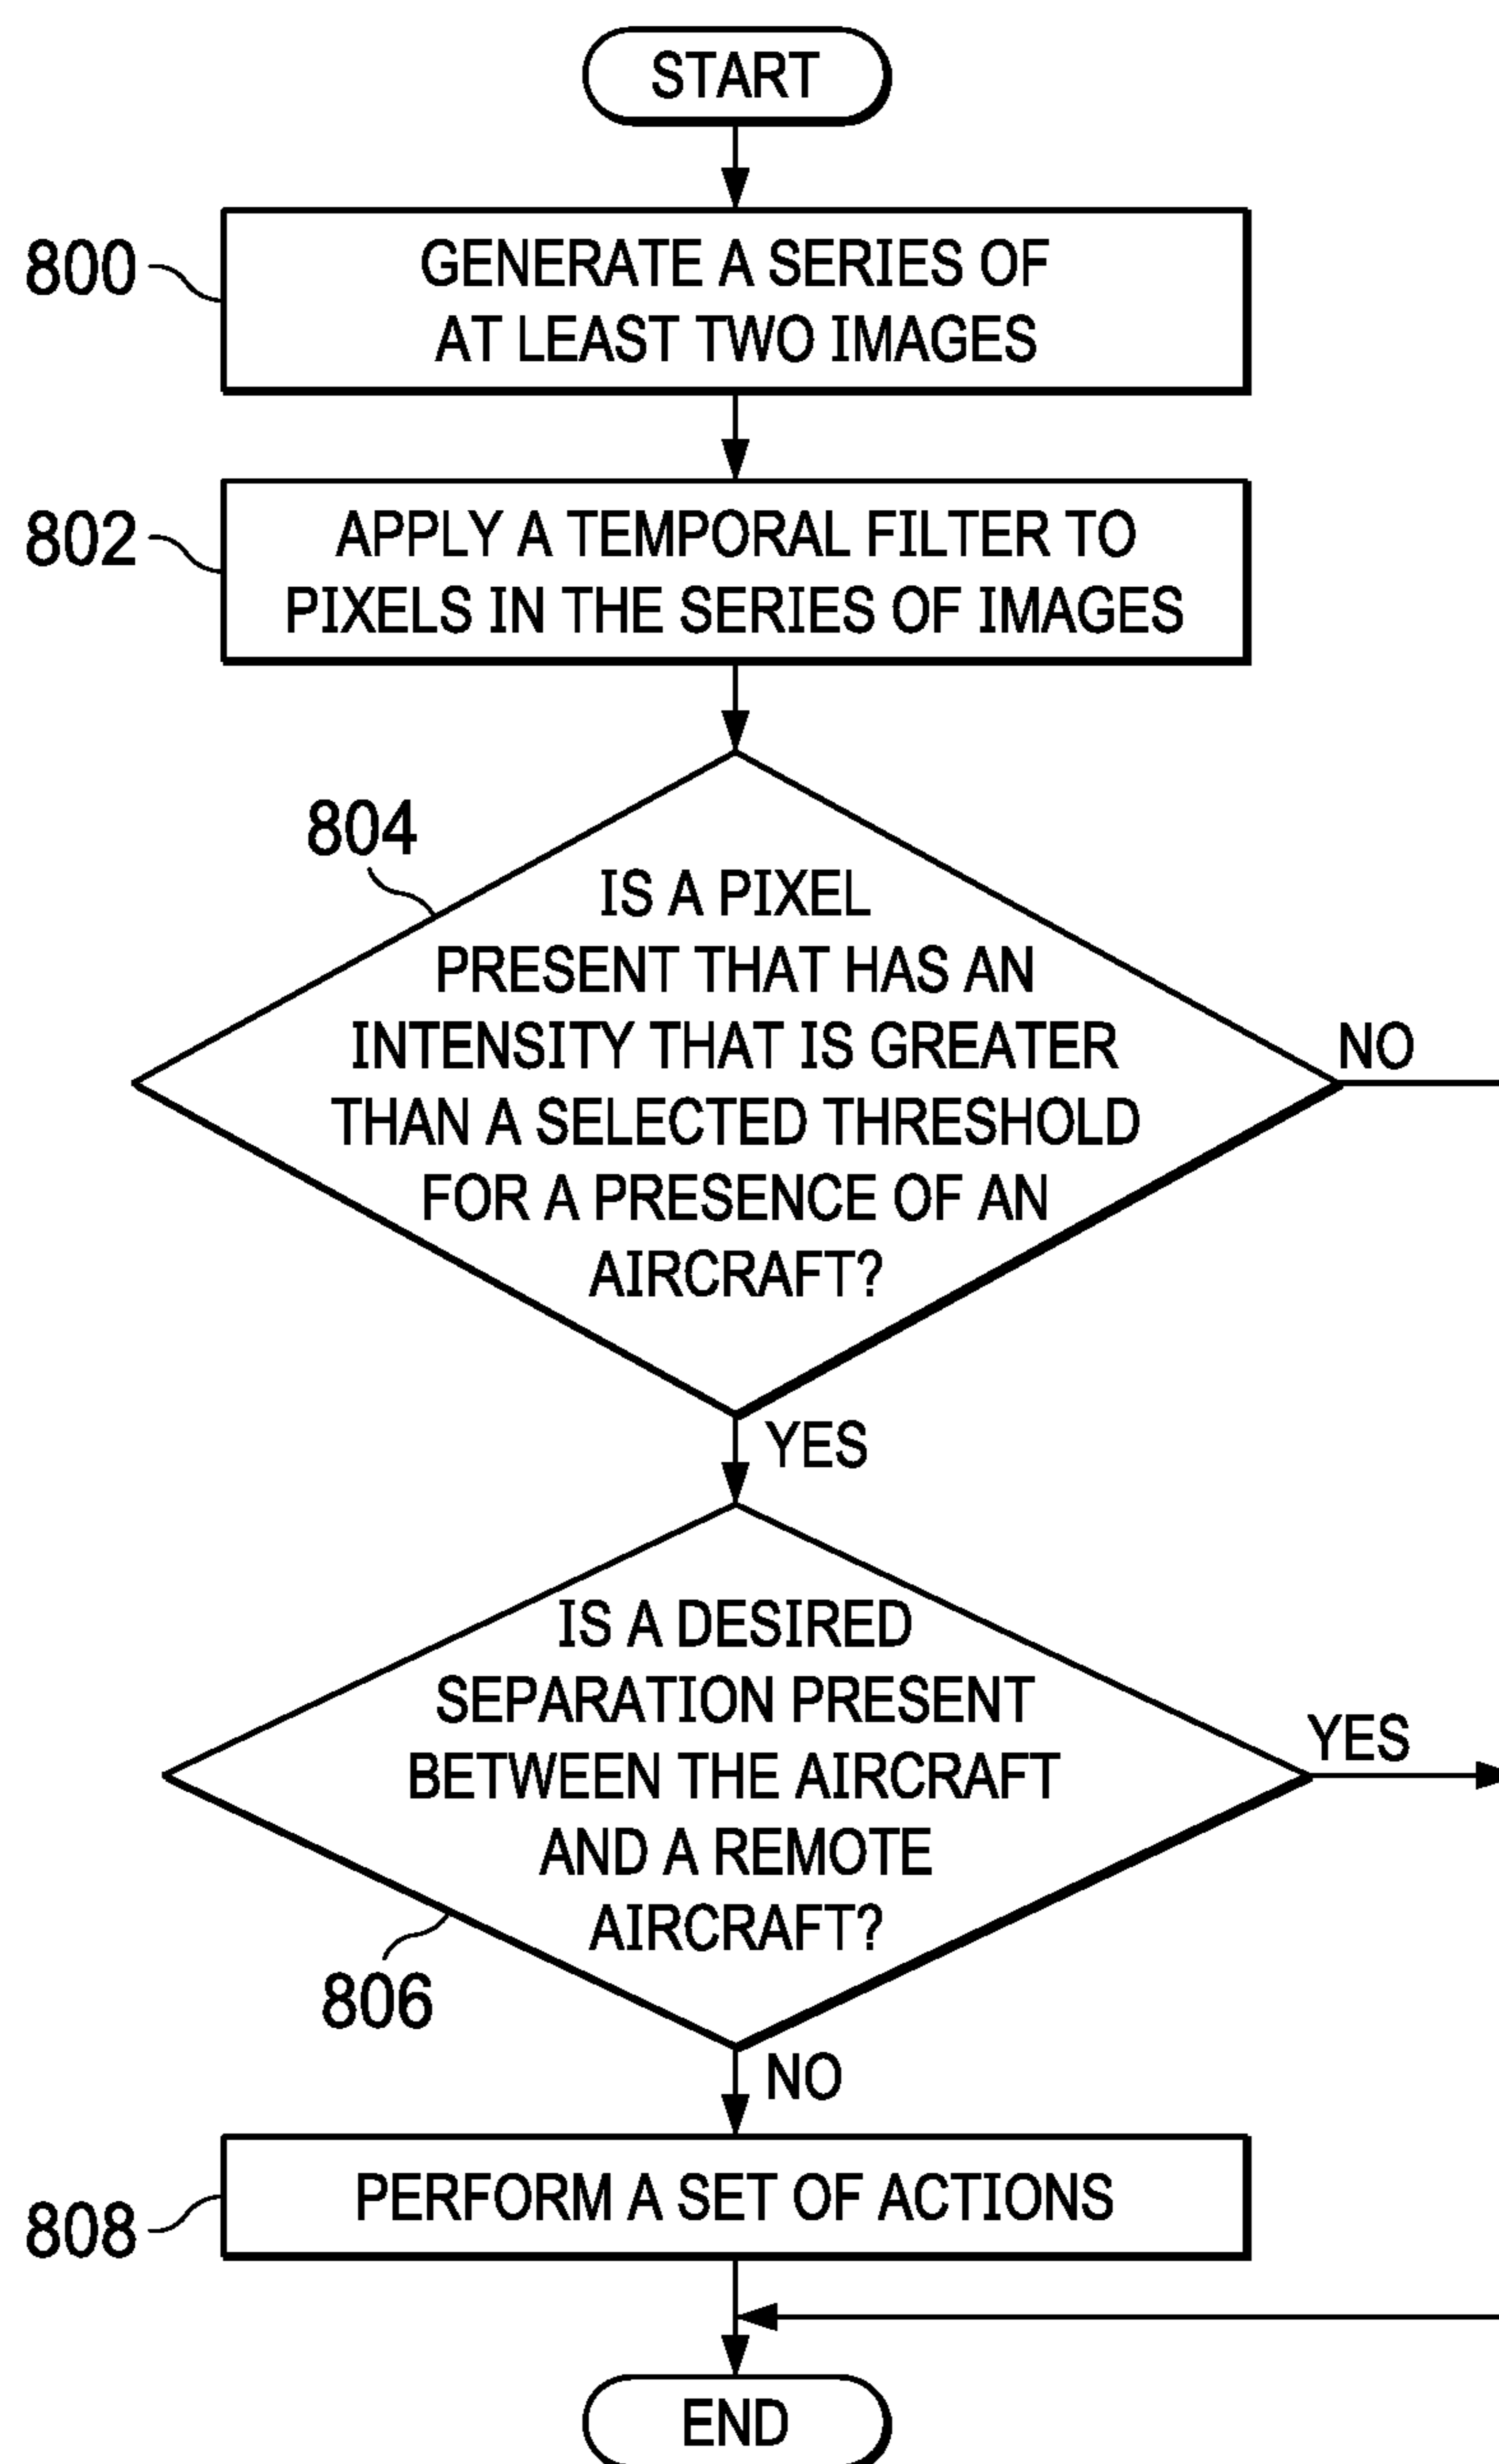 START
800
GENERATE A SERIES OF
AT LEAST TWO IMAGES
802
APPLY A TEMPORAL FILTER TO
PIXELS IN THE SERIES OF IMAGES
804
IS A PIXEL
PRESENT THAT HAS AN
INTENSITY THAT IS GREATER
THAN A SELECTED THRESHOLD
FOR A PRESENCE OF AN
AIRCRAFT?
NO
YES
IS A DESIRED
SEPARATION PRESENT
BETWEEN THE AIRCRAFT
AND A REMOTE
AIRCRAFT?
YES
806
NO
808
PERFORM A SET OF ACTIONS
END